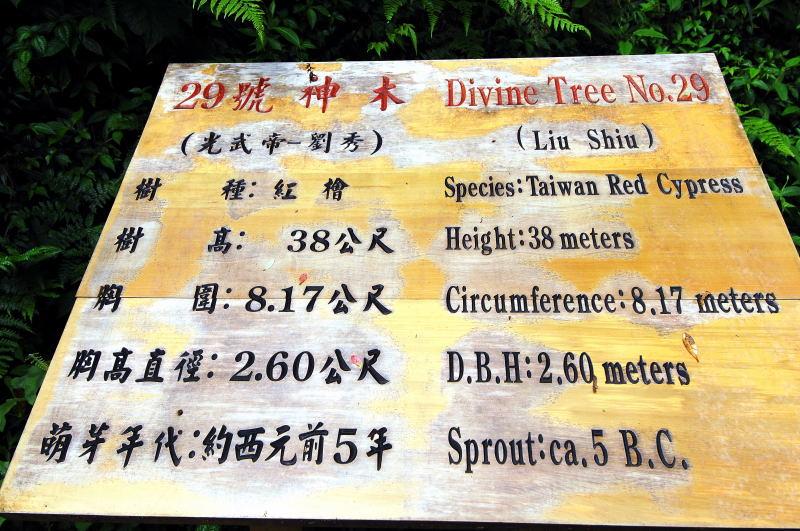 29號 神木 Divine Tree No.29
(光武帝-劉秀) (Liu Shiu)
樹 種: 紅 檜 Species: Taiwan Red Cypress
樹 高: 38公尺 Height: 38 meters
胸 圍: 8.17公尺 Circumference: 8.17 meters
胸高直徑: 2.60公尺 D.B.H: 2.60 meters
萌芽年代:約西元前5年 Sprout: ca. 5 B.C.